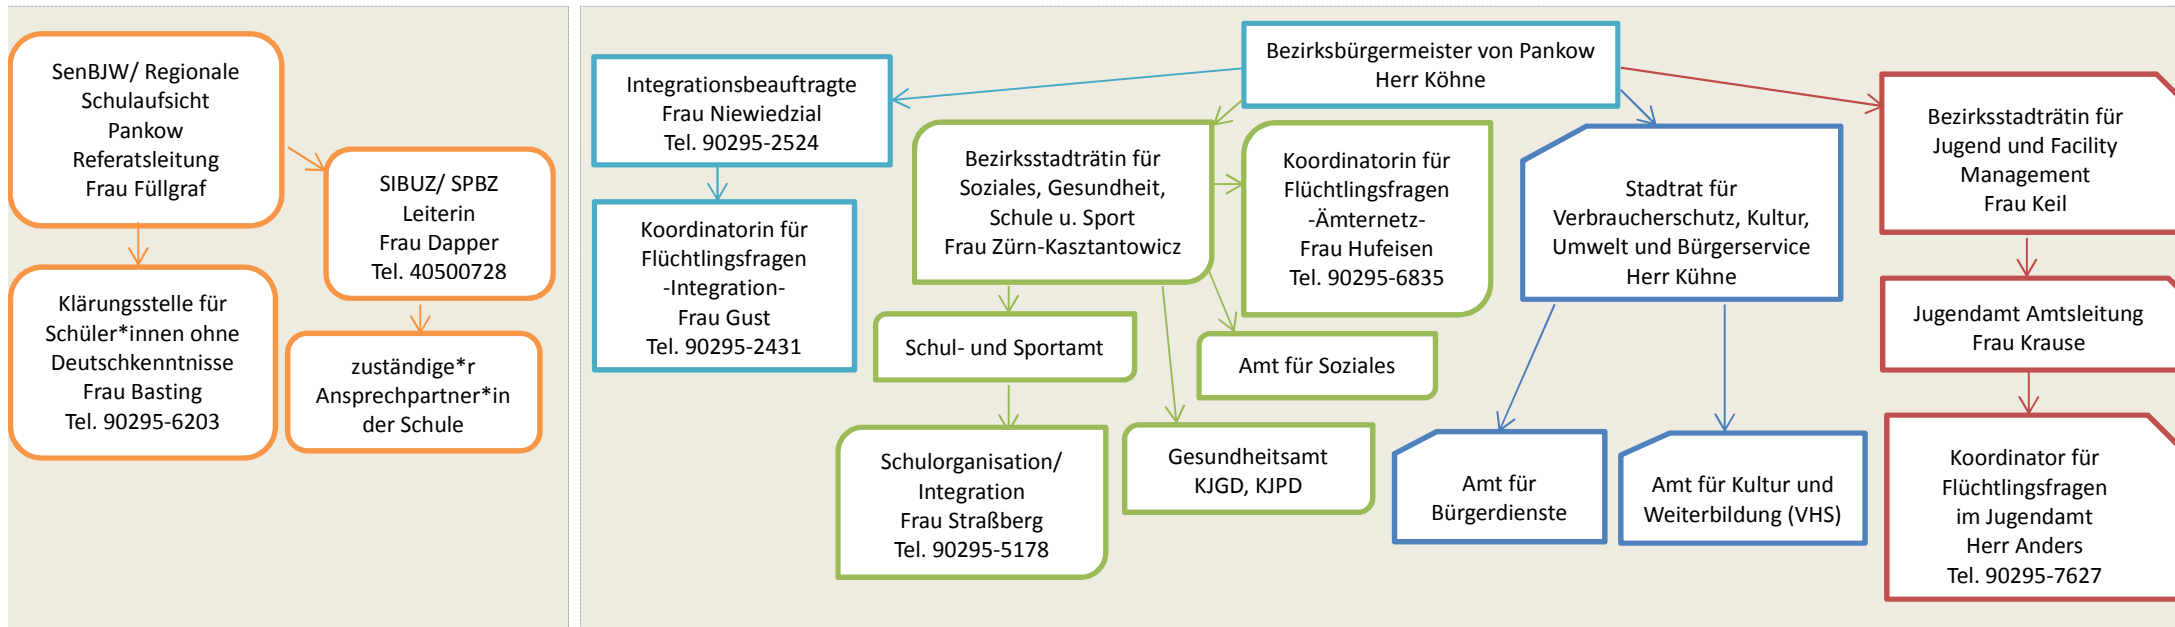 SenBJW/ Regionale
Schulaufsicht
Pankow
Referatsleitung
Frau Füllgraf
SIBUZ/ SPBZ
Leiterin
Frau Dapper
Tel. 40500728
Klärungsstelle für
Schüler*innen ohne
Deutschkenntnisse
Frau Basting
Tel. 90295-6203
zuständige*r
Ansprechpartner*in
der Schule
Bezirksbürgermeister von Pankow
Herr Köhne
Integrationsbeauftragte
Frau Niewiedzial
Tel. 90295-2524
Koordinatorin für
Flüchtlingsfragen
-Integration-
Frau Gust
Tel. 90295-2431
Bezirksstadträtin für
Soziales, Gesundheit,
Schule u. Sport
Frau Zürn-Kasztantowicz
Koordinatorin für
Flüchtlingsfragen
-Ämternetz-
Frau Hufeisen
Tel. 90295-6835
Schul- und Sportamt
Amt für Soziales
Schulorganisation/
Integration
Frau Straßberg
Tel. 90295-5178
Gesundheitsamt
KJGD, KJPD
Stadtrat für
Verbraucherschutz, Kultur,
Umwelt und Bürgerservice
Herr Kühne
Amt für
Bürgerdienste
Amt für Kultur und
Weiterbildung (VHS)
Bezirksstadträtin für
Jugend und Facility
Management
Frau Keil
Jugendamt Amtsleitung
Frau Krause
Koordinator für
Flüchtlingsfragen
im Jugendamt
Herr Anders
Tel. 90295-7627